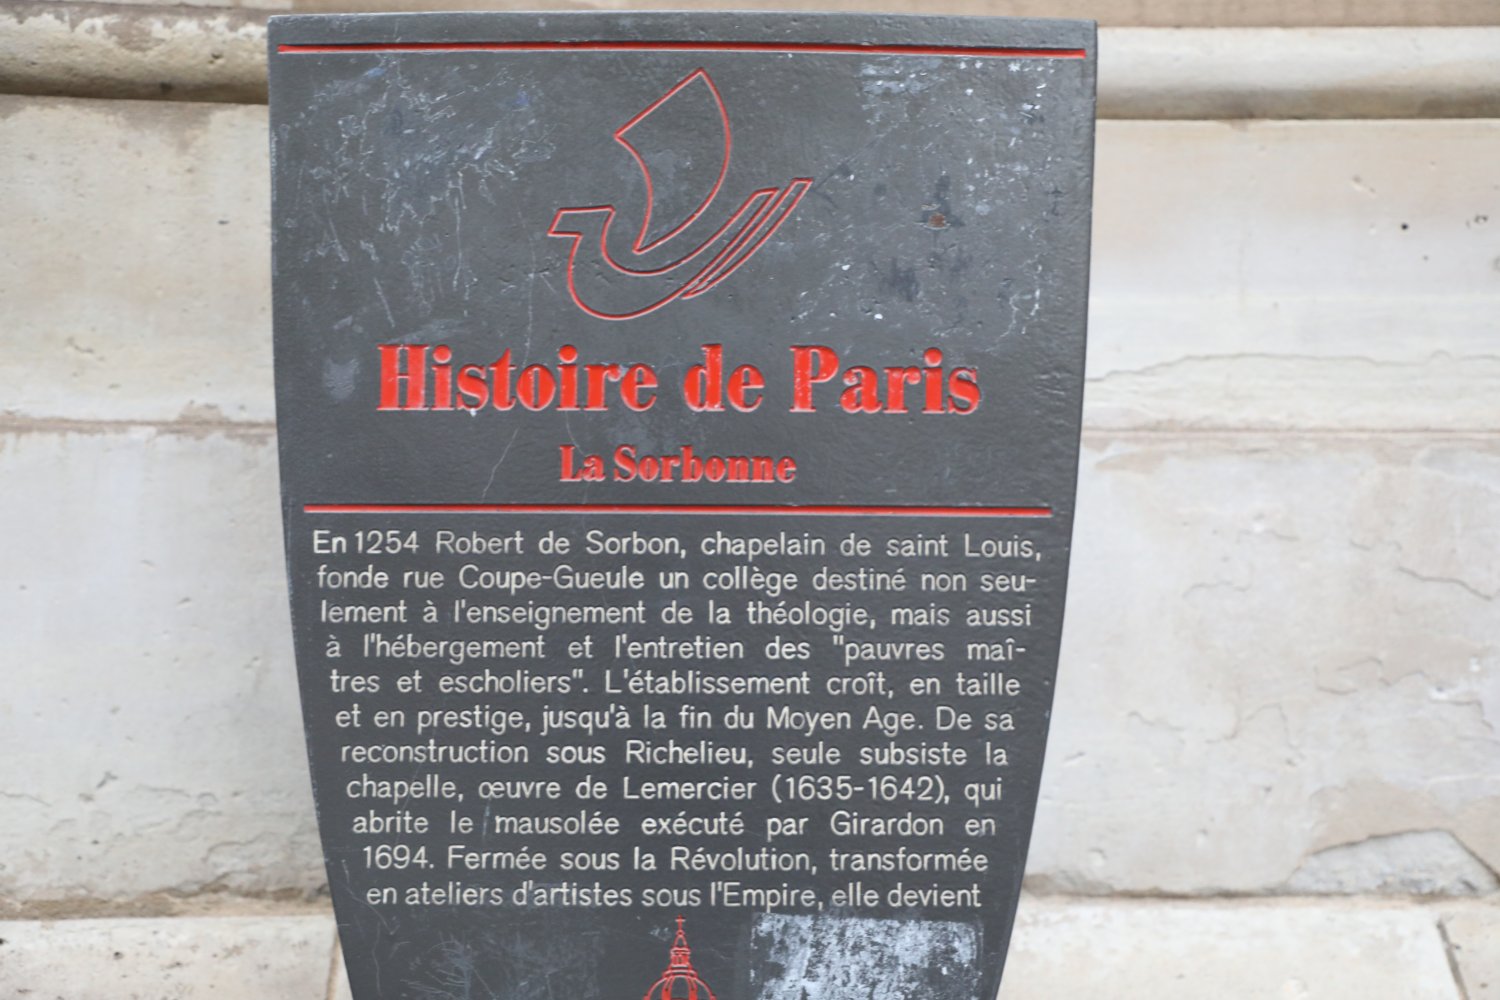 Histoire de Paris
La Sorbonne
En 1254 Robert de Sorbon, chapelain de saint Louis,
fonde rue Coupe-Gueule un collège destiné non seu-
lement à l'enseignement de la théologie, mais aussi
à l'hébergement et l'entretien des "pauvres maî-
tres et escholiers". L'établissement croît, en taille
et en prestige, jusqu'à la fin du Moyen Age. De sa
reconstruction sous Richelieu, seule subsiste la
chapelle, œuvre de Lemercier (1635-1642), qui
abrite le mausolée exécuté par Girardon en
1694. Fermée sous la Révolution, transformée
en ateliers d'artistes sous l'Empire, elle devient